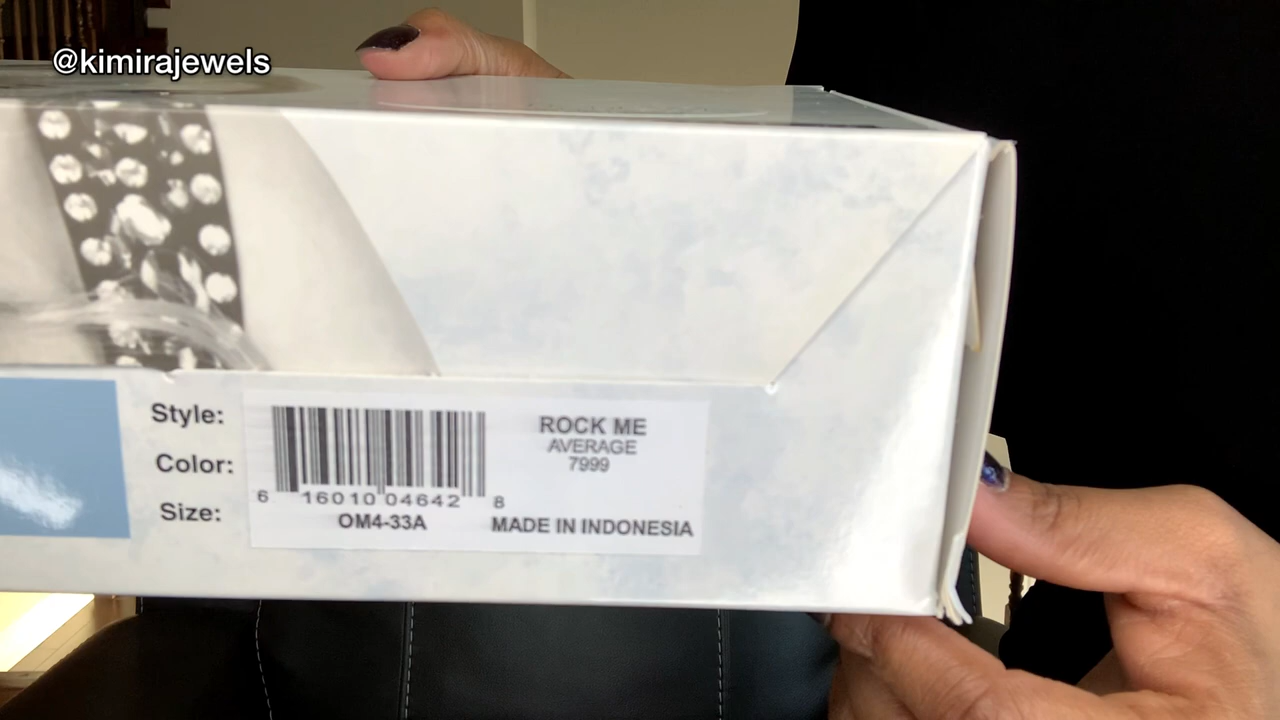 @kimirajewels
Style:
Color:
Size:
ROCK ME
AVERAGE
7999
6 16010 04642 8
OM4-33A
MADE IN INDONESIA